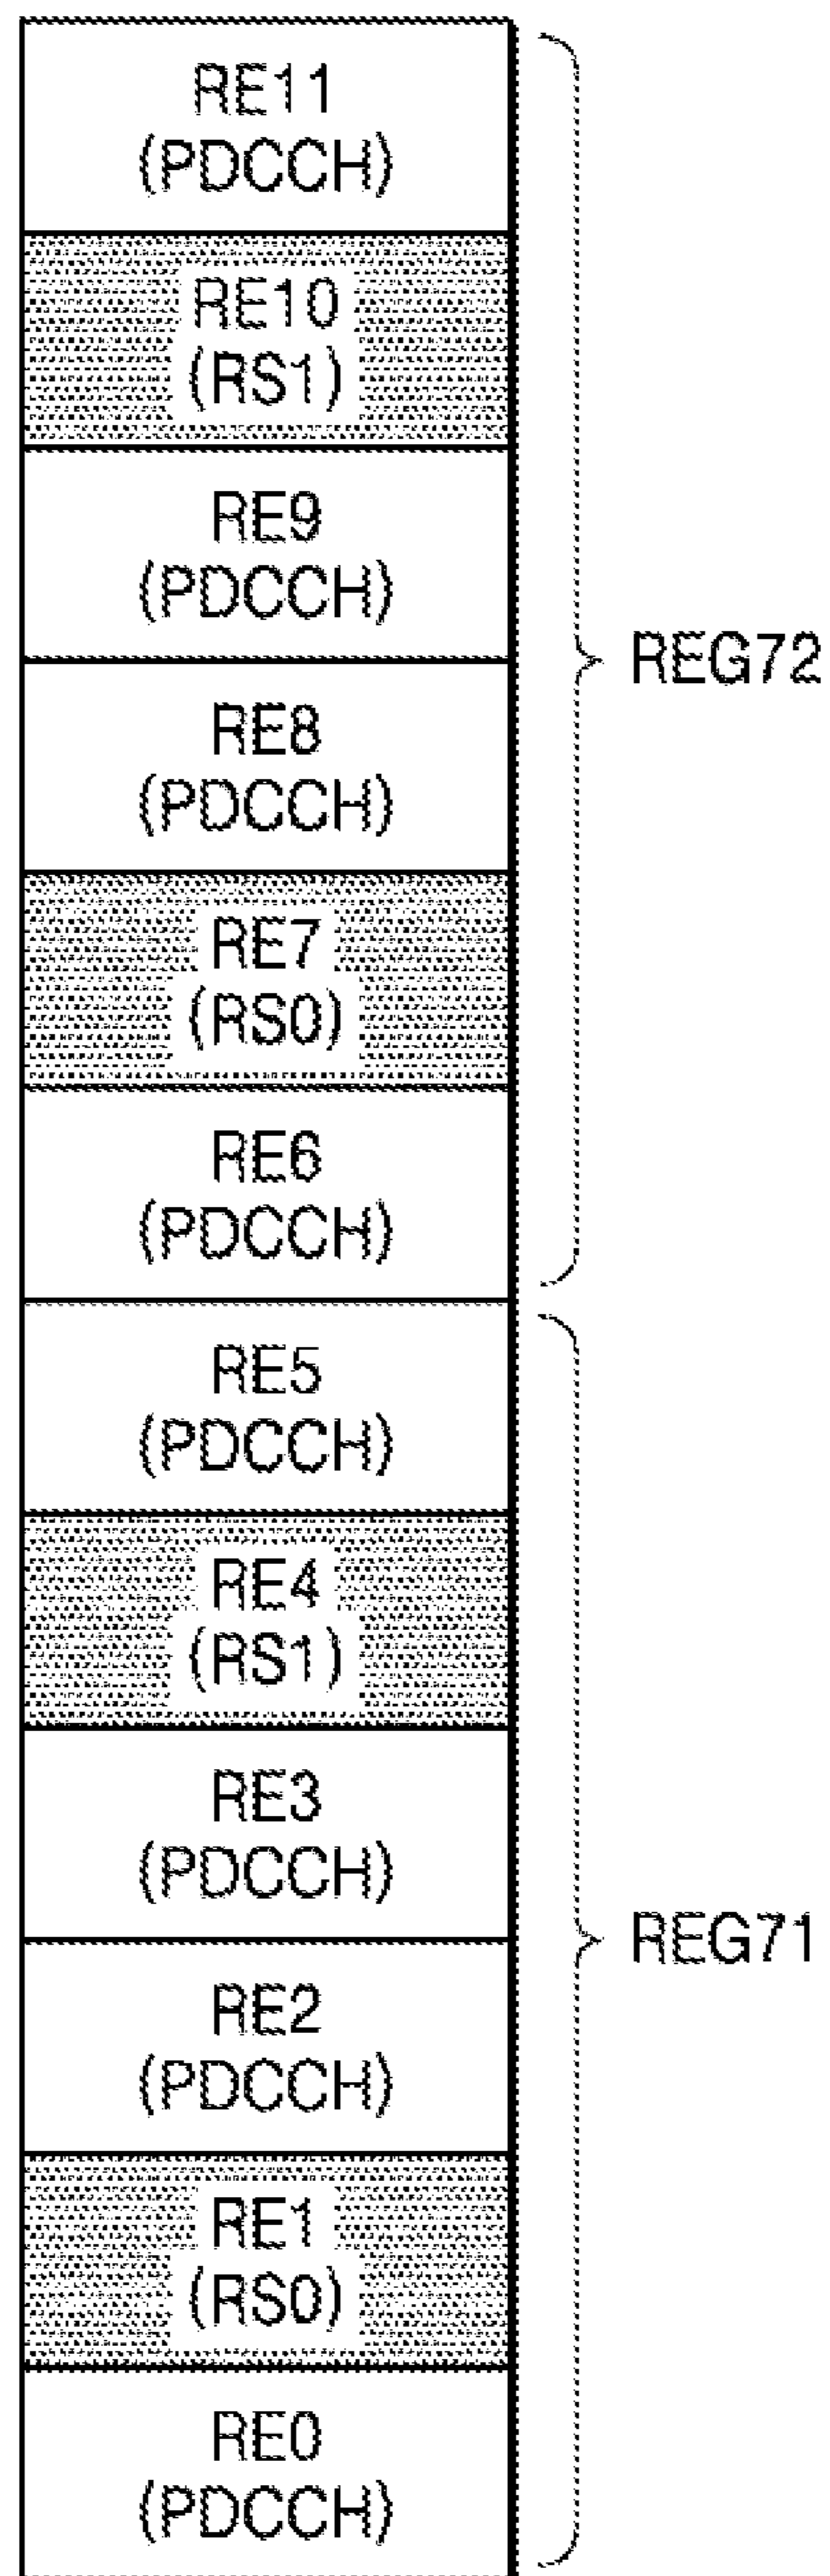 RE11
(PDCCH)
RE10
(RS1)
RE9
(PDCCH)
REG72
RE8
(PDCCH)
RE7
(RS0)
RE6
(PDCCH)
RE5
(PDCCH)
RE4
(RS1)
RE3
(PDCCH)
REG71
RE2
(PDCCH)
RE1
(RS0)
RE0
(PDCCH)